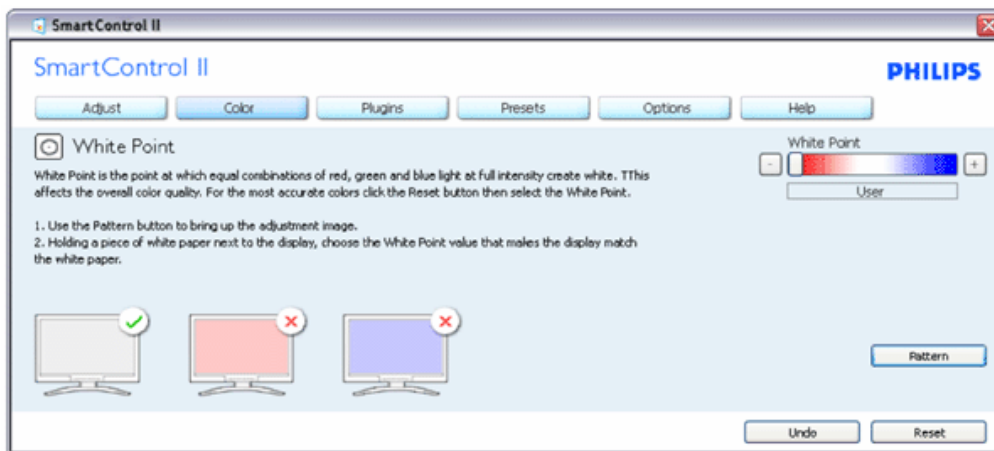 SmartControl II
SmartControl II
PHILIPS
Adjust Color Plugins Presets Options Help
White Point
White Point is the point at which equal combinations of red, green and blue light at full intensity create white. TThis
affects the overall color quality. For the most accurate colors click the Reset button then select the White Point.
1. Use the Pattern button to bring up the adjustment image.
2. Holding a piece of white paper next to the display, choose the White Point value that makes the display match
the white paper.
White Point
- +
User
Pattern
Undo Reset